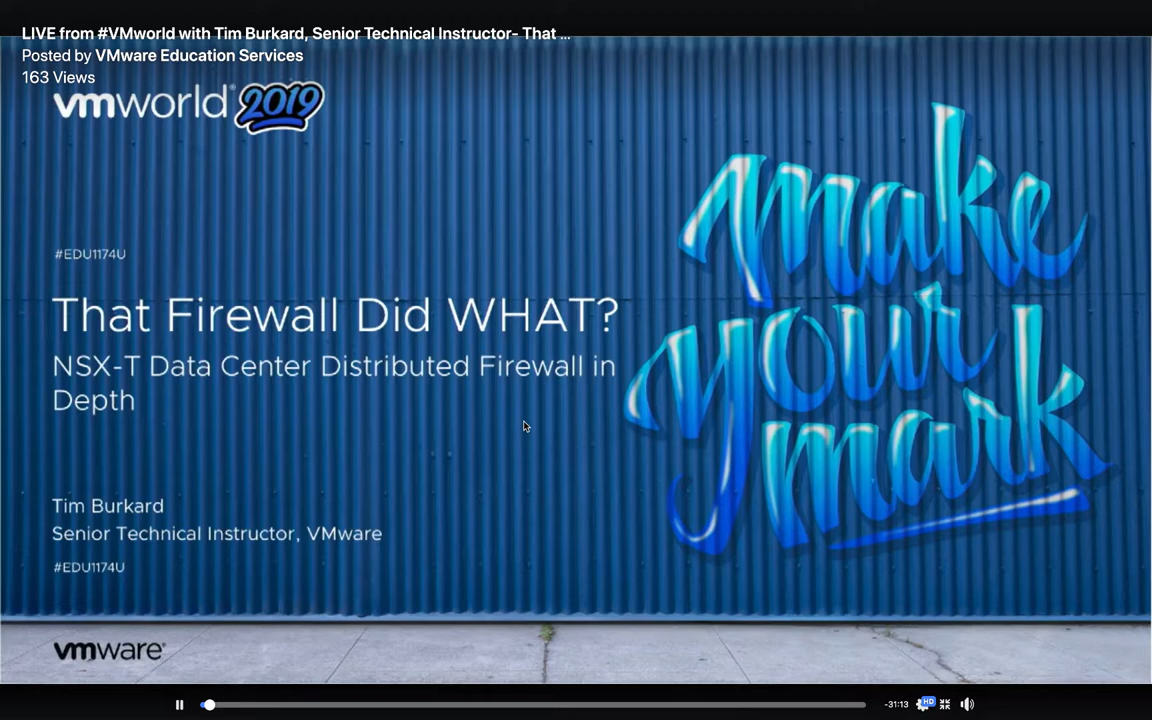 LIVE from #VMworld with Tim Burkard, Senior Technical Instructor- That ...
Posted by VMware Education Services
163 Views
vmworld® 2019
#EDU1174U
That Firewall Did WHAT?
NSX-T Data Center Distributed Firewall in
Depth
make
your
mark
Tim Burkard
Senior Technical Instructor, VMware
#EDU1174U
vmware®
-31:13
HD